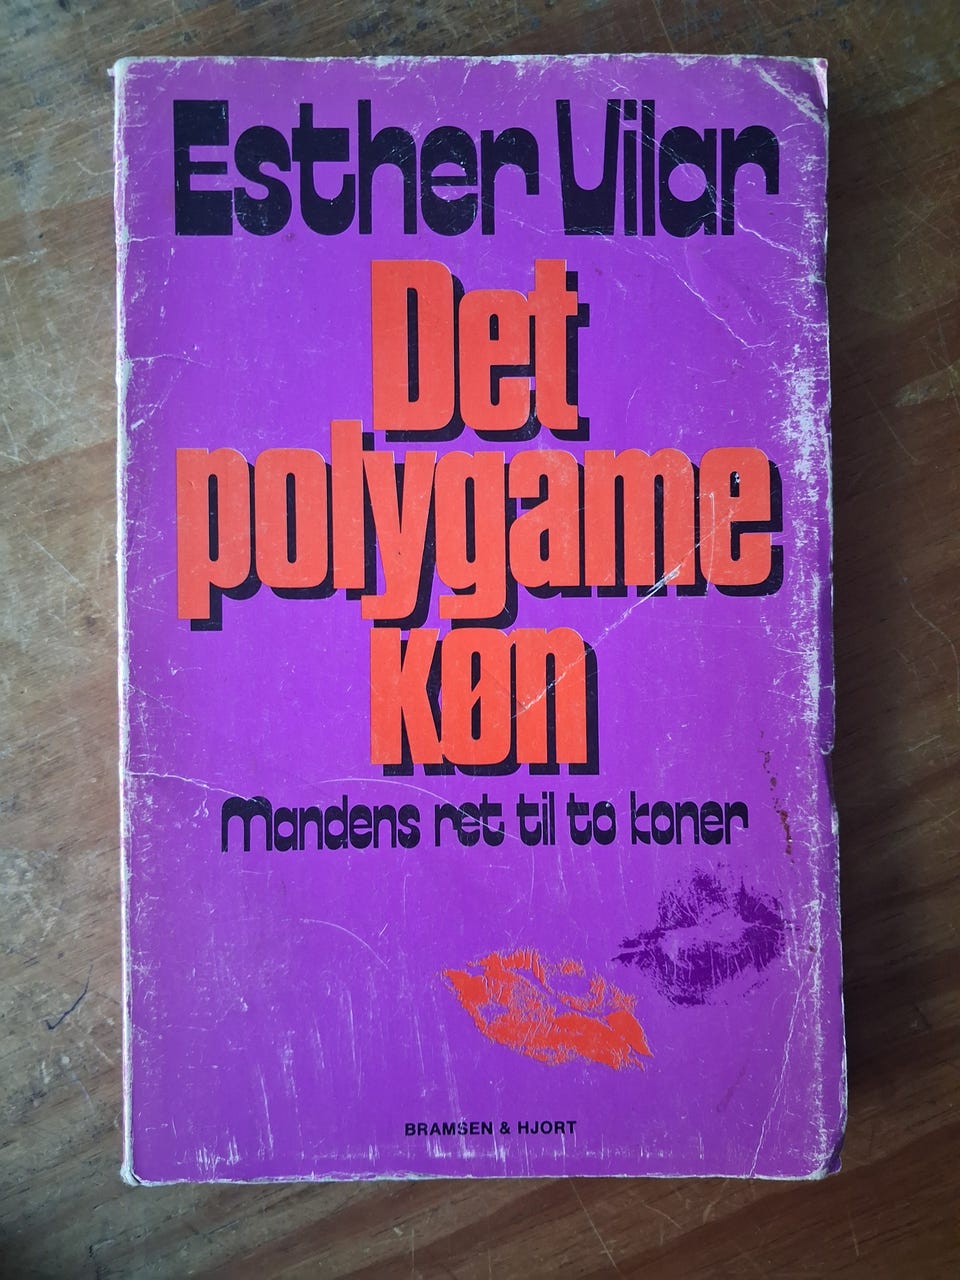 Esther Vilar
Det
polygame
køn
Mandens ret til to koner
BRAMSEN & HJORT